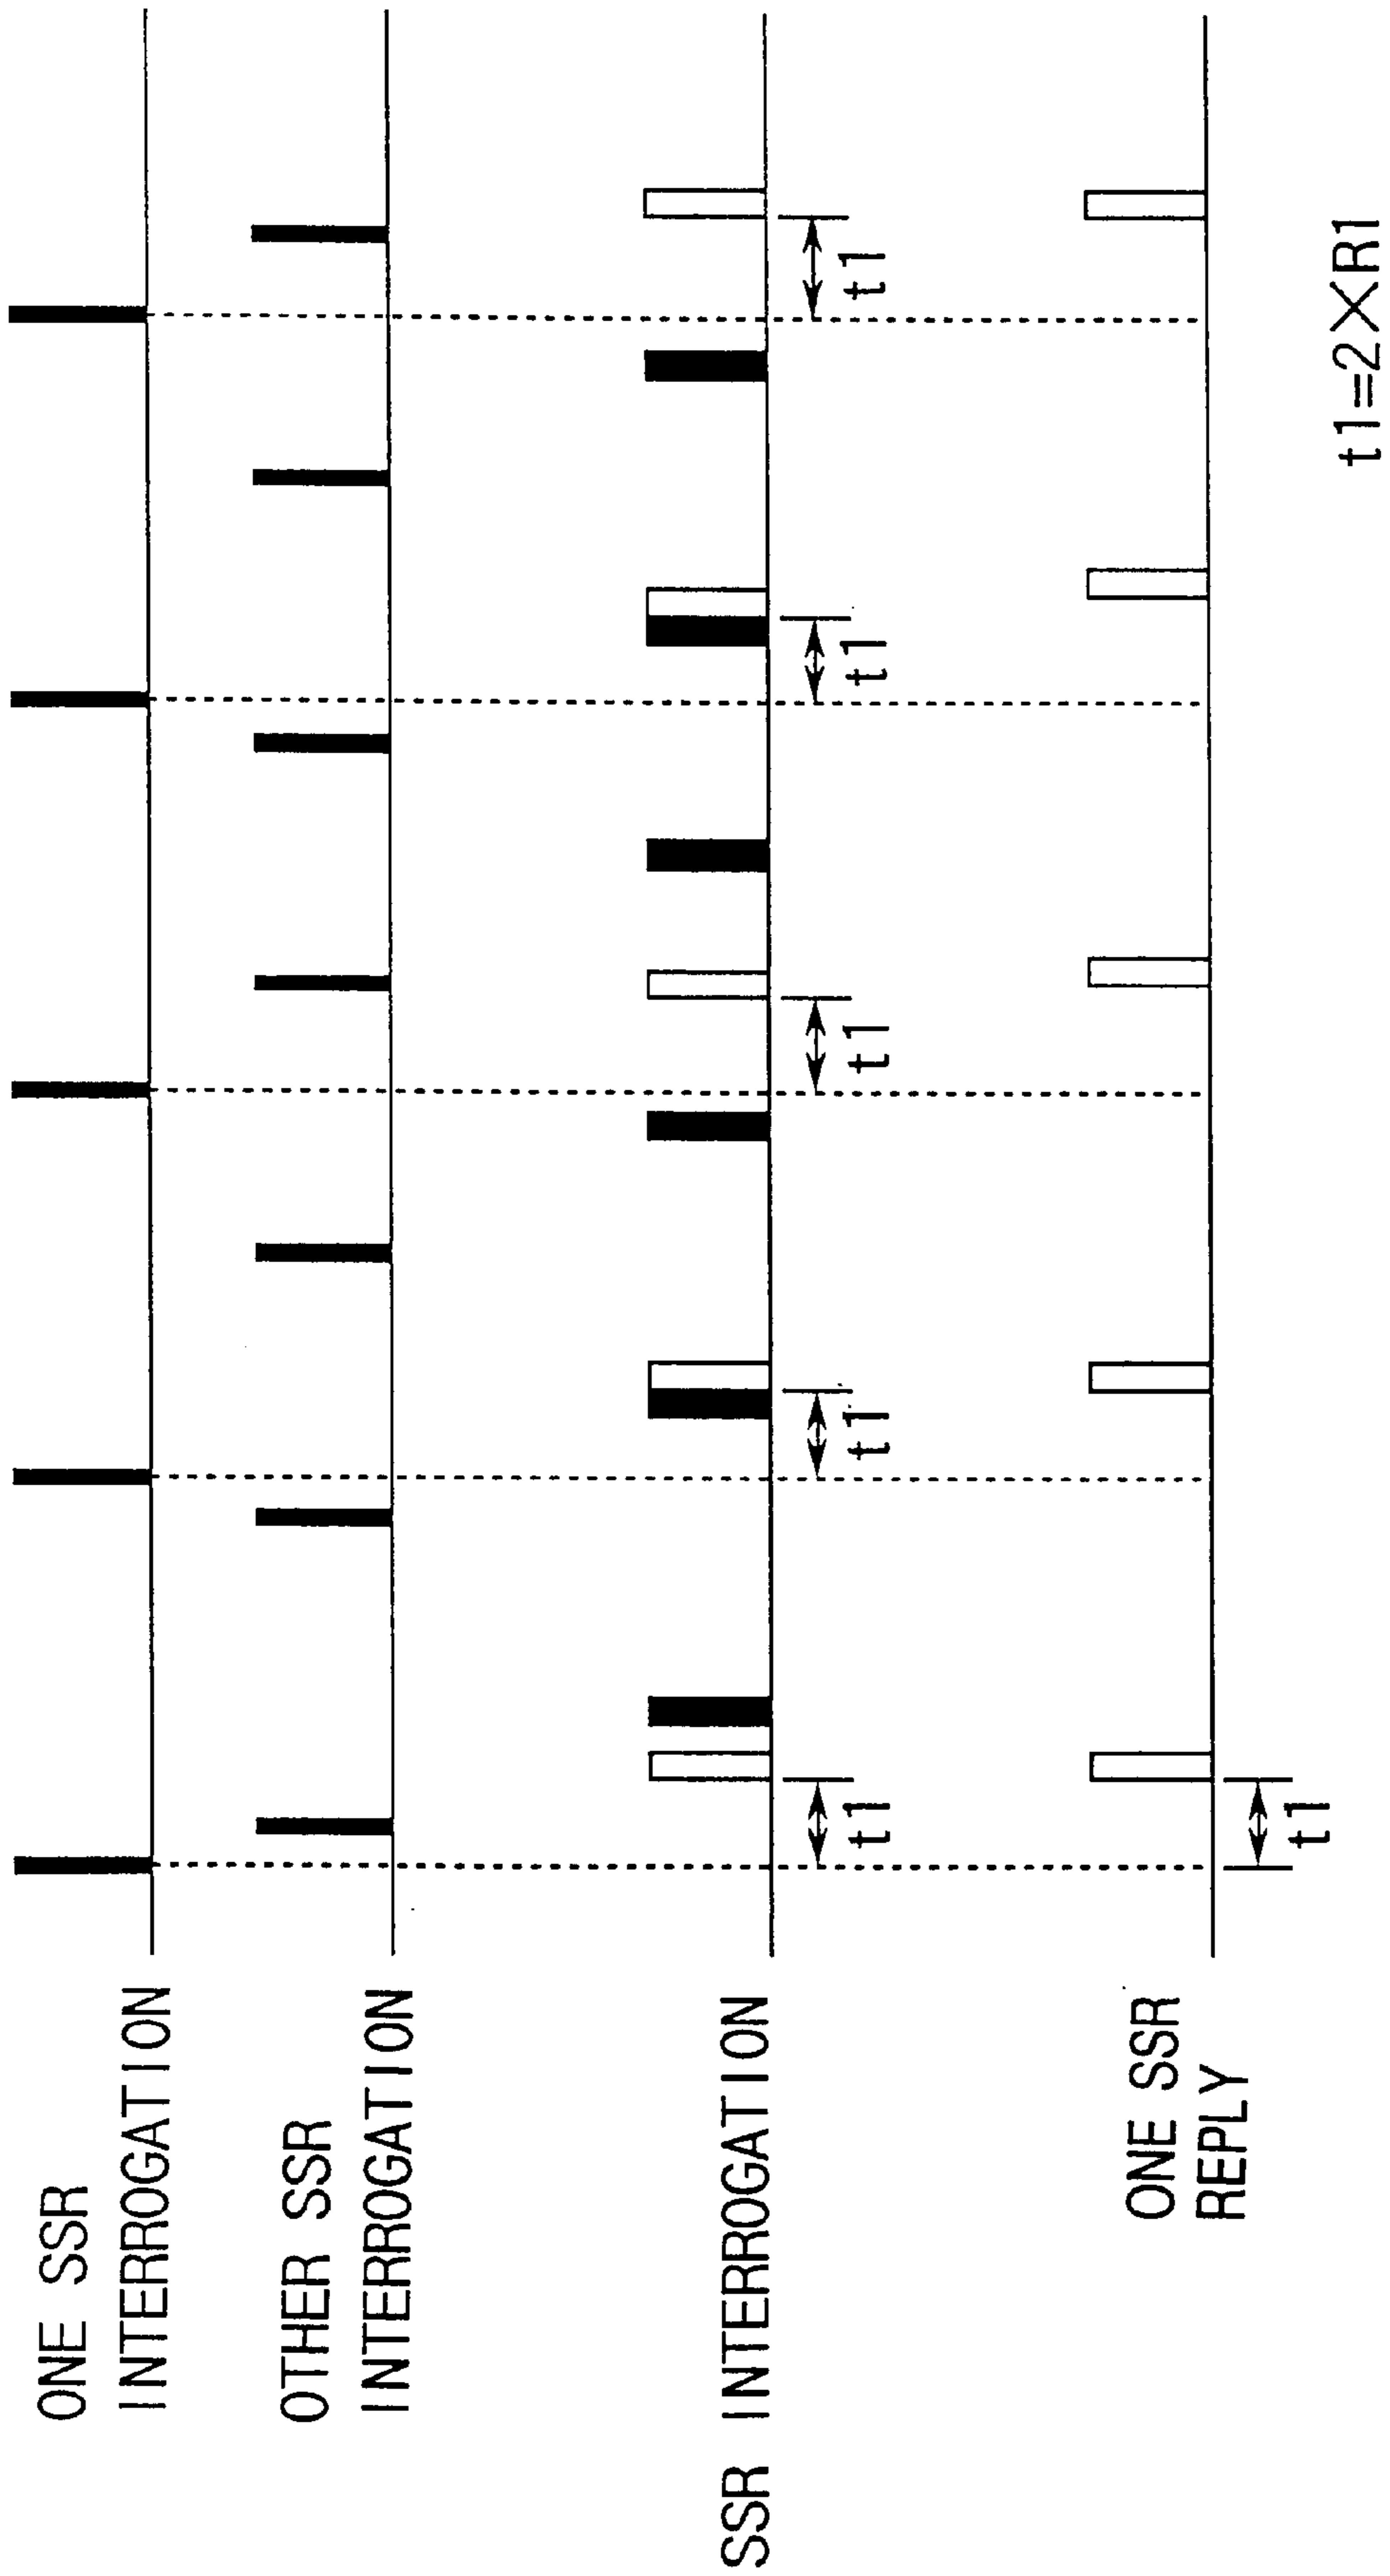 ONE SSR
INTERROGATION
OTHER SSR
INTERROGATION
SSR INTERROGATION
t1
t1
t1
t1
t1
ONE SSR
REPLY
t1
t1=2×R1